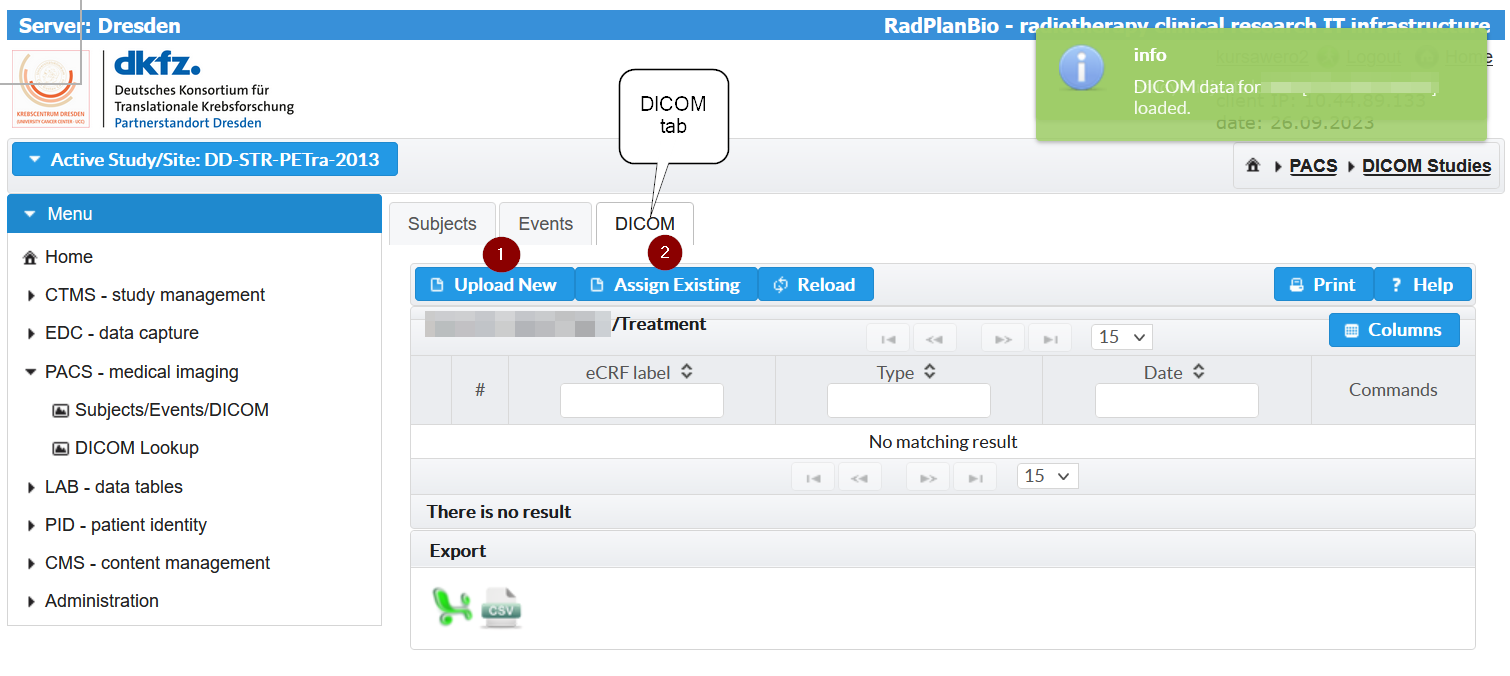 Server: Dresden
RadPlanBio - radiotherapy clinical research IT infrastructure
KREBSCENTRUM DRESDEN
(UNIVERSITY CANCER CENTER - UCC)
dkfz.
Deutsches Konsortium für
Translationale Krebsforschung
Partnerstandort Dresden
DICOM
tab
info
DICOM data for
loaded.
Logout
Home
client IP: 10.44.89.133
date: 26.09.2023
Active Study/Site: DD-STR-PETra-2013
PACS DICOM Studies
Menu
Home
CTMS - study management
EDC - data capture
PACS - medical imaging
Subjects/Events/DICOM
DICOM Lookup
LAB - data tables
PID - patient identity
CMS - content management
Administration
Subjects Events DICOM
1 2
Upload New Assign Existing Reload Print ? Help
/Treatment
15
Columns
# eCRF label Type Date Commands
No matching result
15
There is no result
Export
CSV